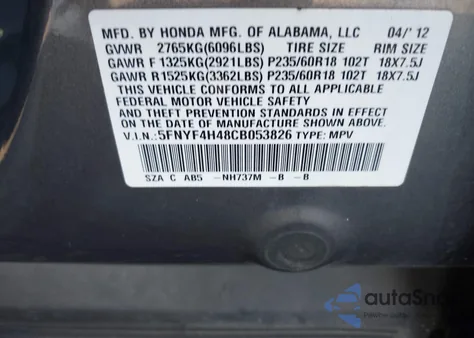 MFD. BY HONDA MFG. OF ALABAMA, LLC 04/'12
GVWR 2765KG(6096LBS) TIRE SIZE RIM SIZE
GAWR F 1325KG(2921LBS) P235/60R18 102T 18X7.5J
GAWR R1525KG(3362LBS) P235/60R18 102T 18X7.5J
THIS VEHICLE CONFORMS TO ALL APPLICABLE
FEDERAL MOTOR VEHICLE SAFETY
AND THEFT PREVENTION STANDARDS IN EFFECT
ON THE DATE OF MANUFACTURE SHOWN ABOVE.
V.I.N.: 5FNYF4H48CB053826 TYPE: MPV
SZA C AB5 -NH737M -B -B